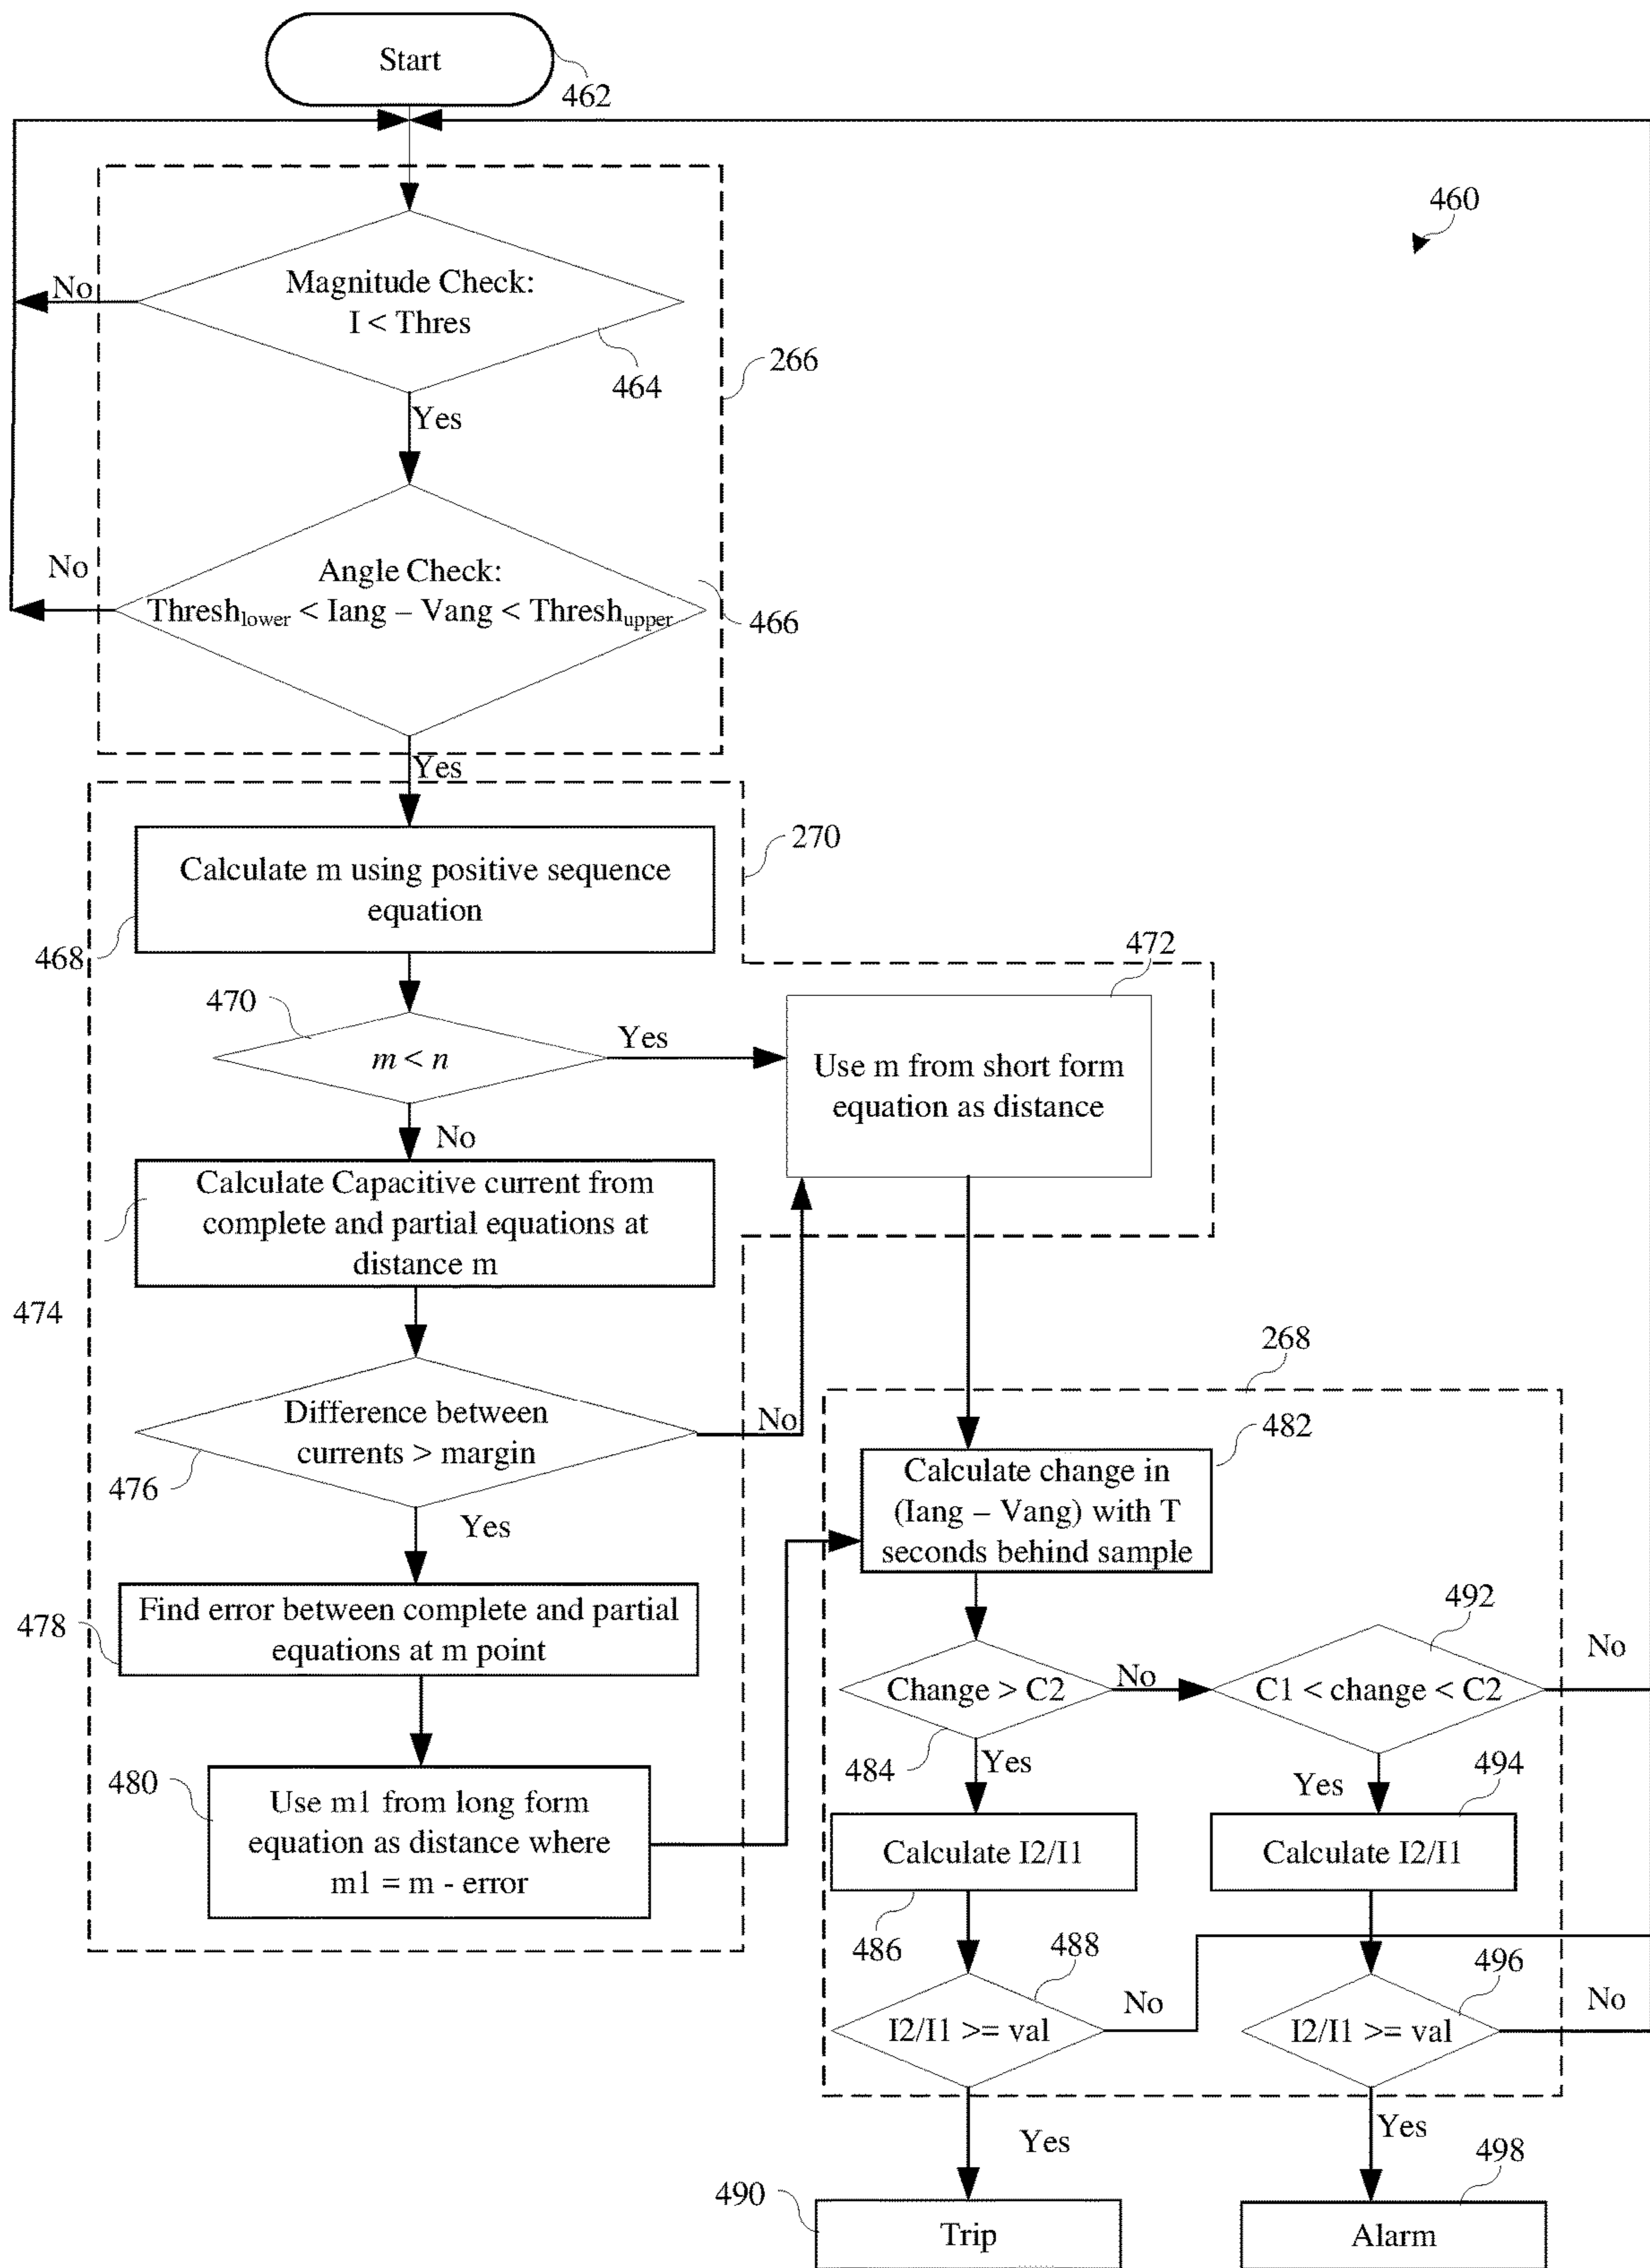 Start
462
460
Magnitude Check:
I < Thres
No
464
266
Yes
Angle Check:
Thresh_lower < Iang – Vang < Thresh_upper
No
466
Yes
270
Calculate m using positive sequence
equation
468
472
470
m < n
Yes
Use m from short form
equation as distance
No
Calculate Capacitive current from
complete and partial equations at
distance m
474
268
Difference between
currents > margin
No
476
482
Calculate change in
(Iang – Vang) with T
seconds behind sample
Yes
478
Find error between complete and partial
equations at m point
492
No
Change > C2
No
C1 < change < C2
484
Yes
Yes
494
480
Use m1 from long form
equation as distance where
m1 = m - error
Calculate I2/I1
Calculate I2/I1
486
488
496
I2/I1 >= val
No
I2/I1 >= val
No
Yes
Yes
490
498
Trip
Alarm